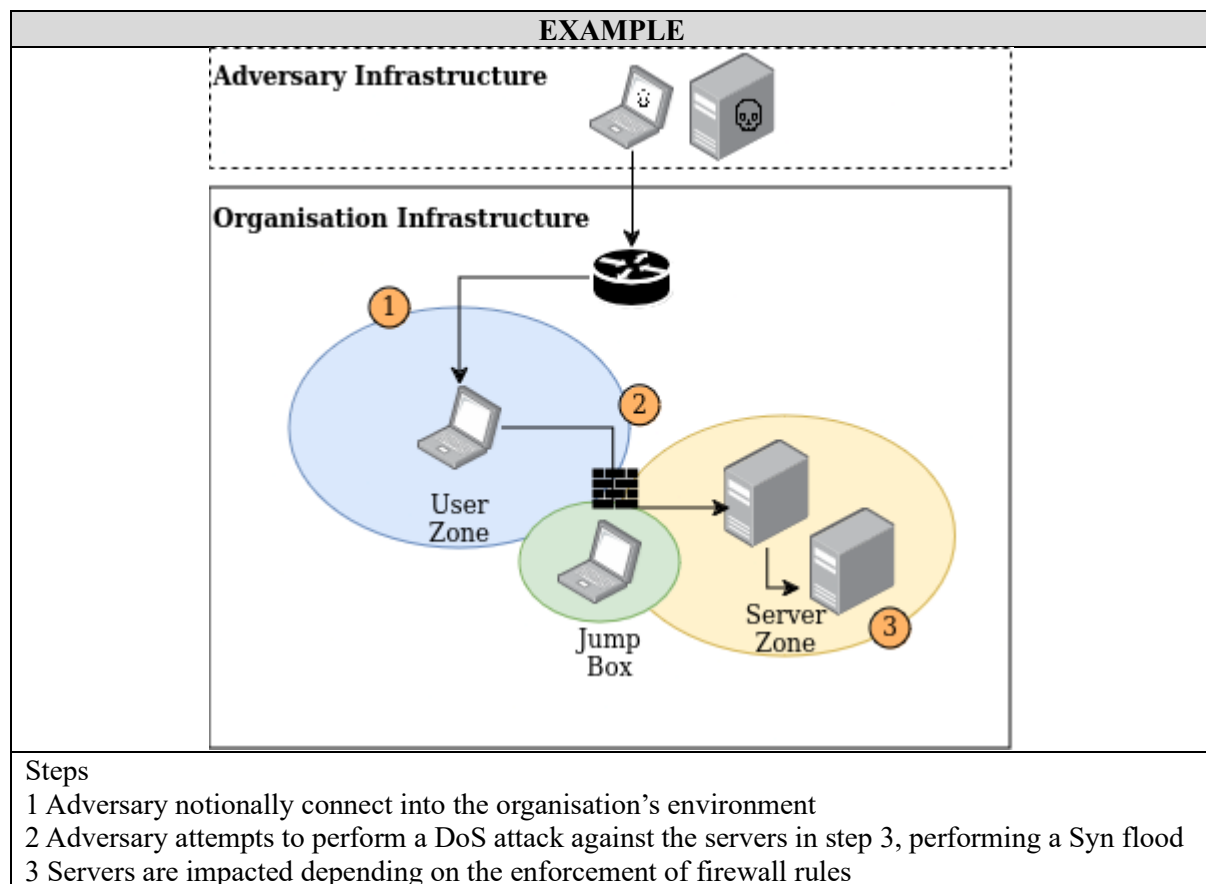 EXAMPLE
Adversary Infrastructure
Organisation Infrastructure
1
2
User
Zone
Jump
Box
Server
Zone
3
Steps
1 Adversary notionally connect into the organisation’s environment
2 Adversary attempts to perform a DoS attack against the servers in step 3, performing a Syn flood
3 Servers are impacted depending on the enforcement of firewall rules